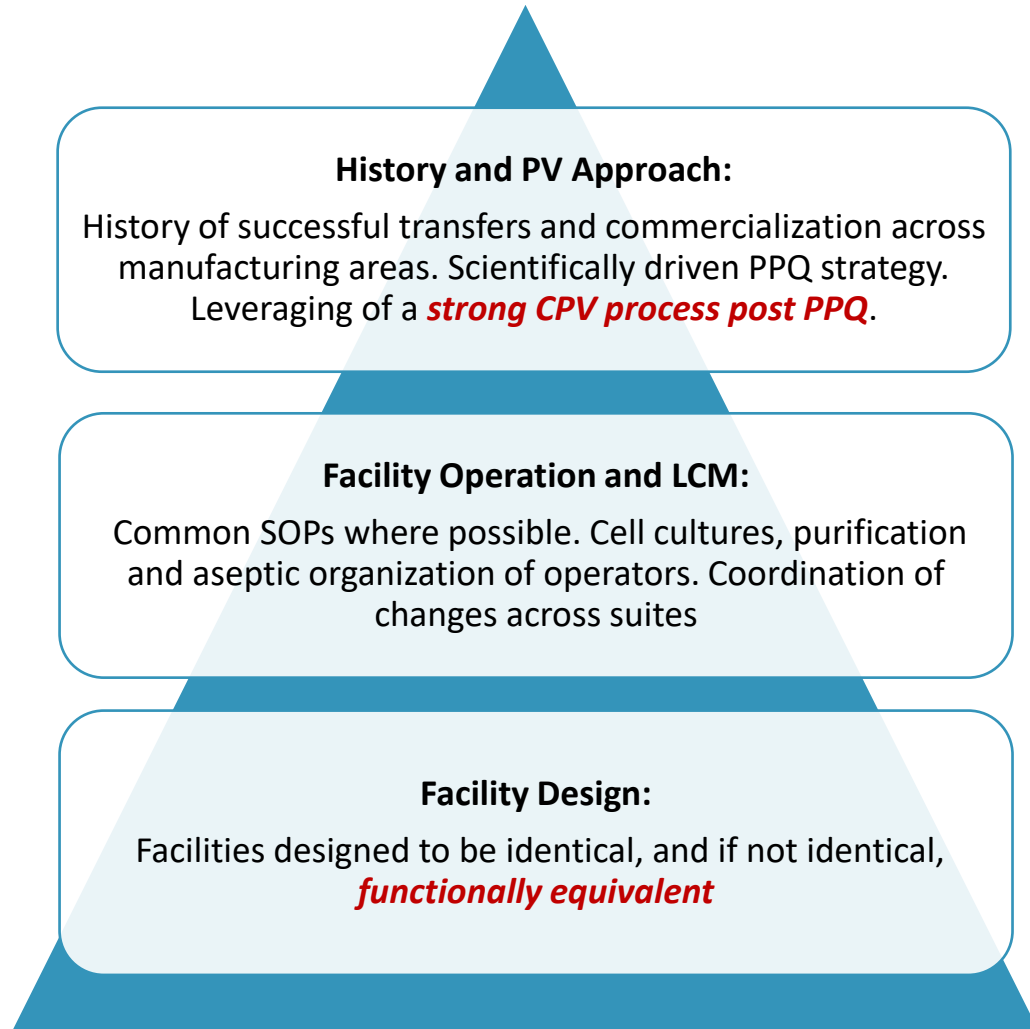 History and PV Approach:
History of successful transfers and commercialization across
manufacturing areas. Scientifically driven PPQ strategy.
Leveraging of a strong CPV process post PPQ.
Facility Operation and LCM:
Common SOPs where possible. Cell cultures, purification
and aseptic organization of operators. Coordination of
changes across suites
Facility Design:
Facilities designed to be identical, and if not identical,
functionally equivalent